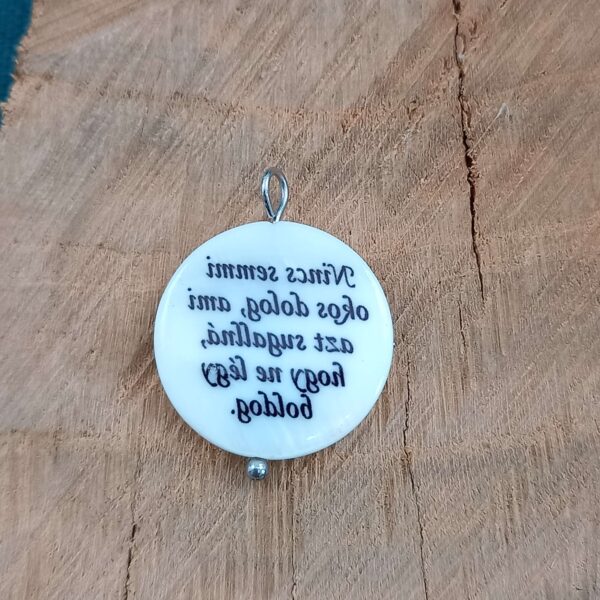 Nincs semmi
okos dolog, ami
azt sugallná,
hogy ne légy
boldog.